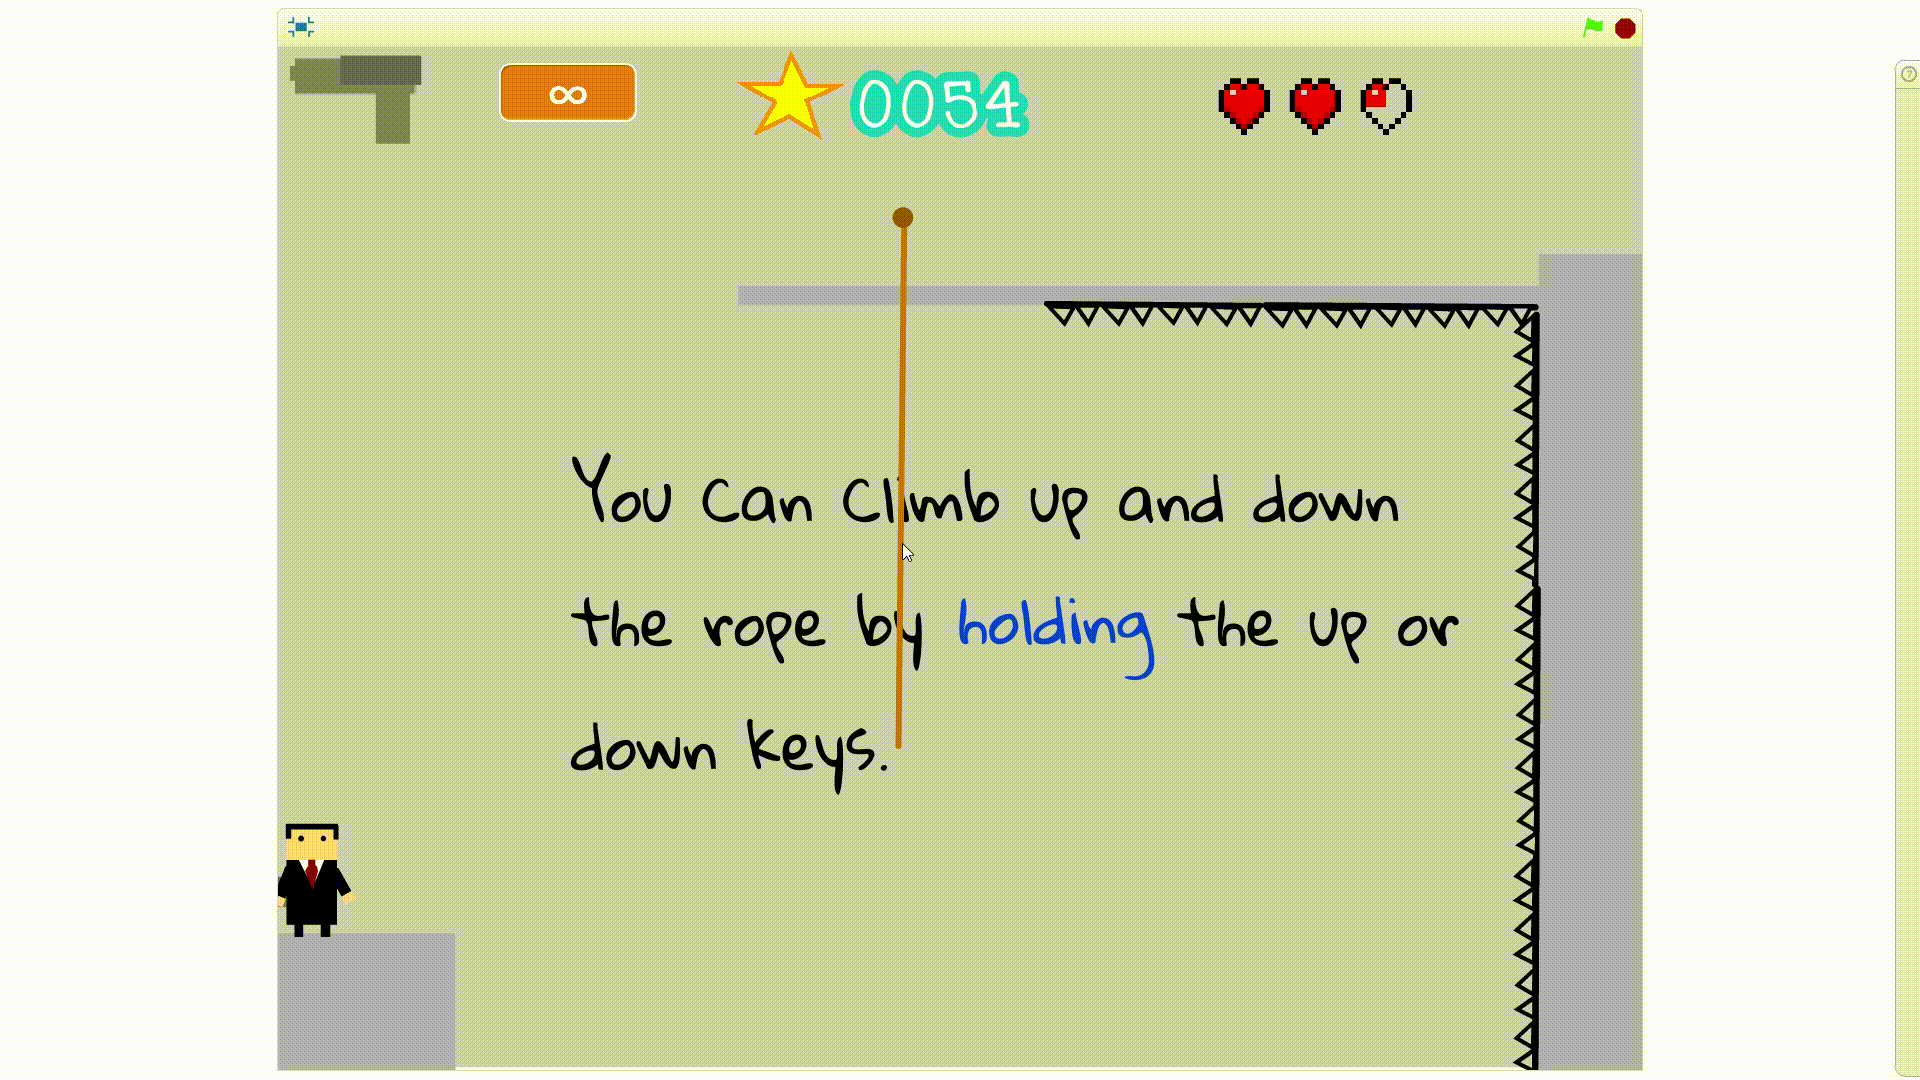 ∞
0054
You Can Climb up and down
the rope by holding the up or
down keys.
?